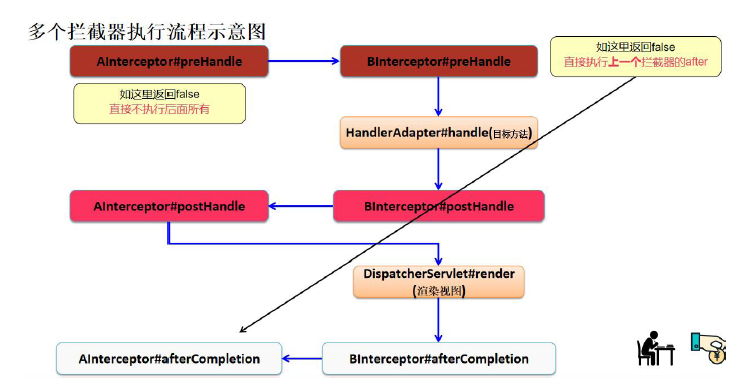 多个拦截器执行流程示意图
AInterceptor#preHandle
BInterceptor#preHandle
如这里返回false
直接执行上一个拦截器的after
如这里返回false
直接不执行后面所有
HandlerAdapter#handle(目标方法)
AInterceptor#postHandle
BInterceptor#postHandle
DispatcherServlet#render
(渲染视图)
AInterceptor#afterCompletion
BInterceptor#afterCompletion
¥